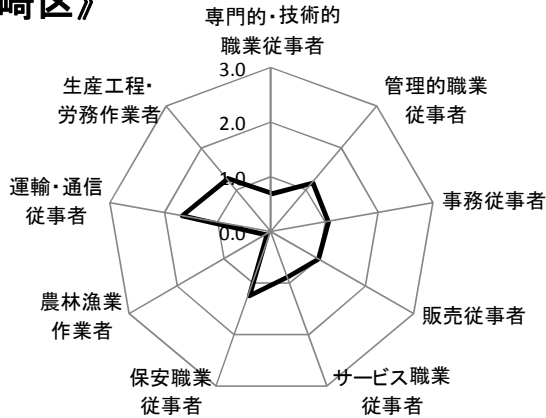 崎区》
専門的・技術的
職業従事者
3.0
生産工程・
労務作業者
管理的職業
従事者
2.0
1.0
運輸・通信
従事者
事務従事者
0.0
農林漁業
作業者
販売従事者
保安職業
従事者
サービス職業
従事者